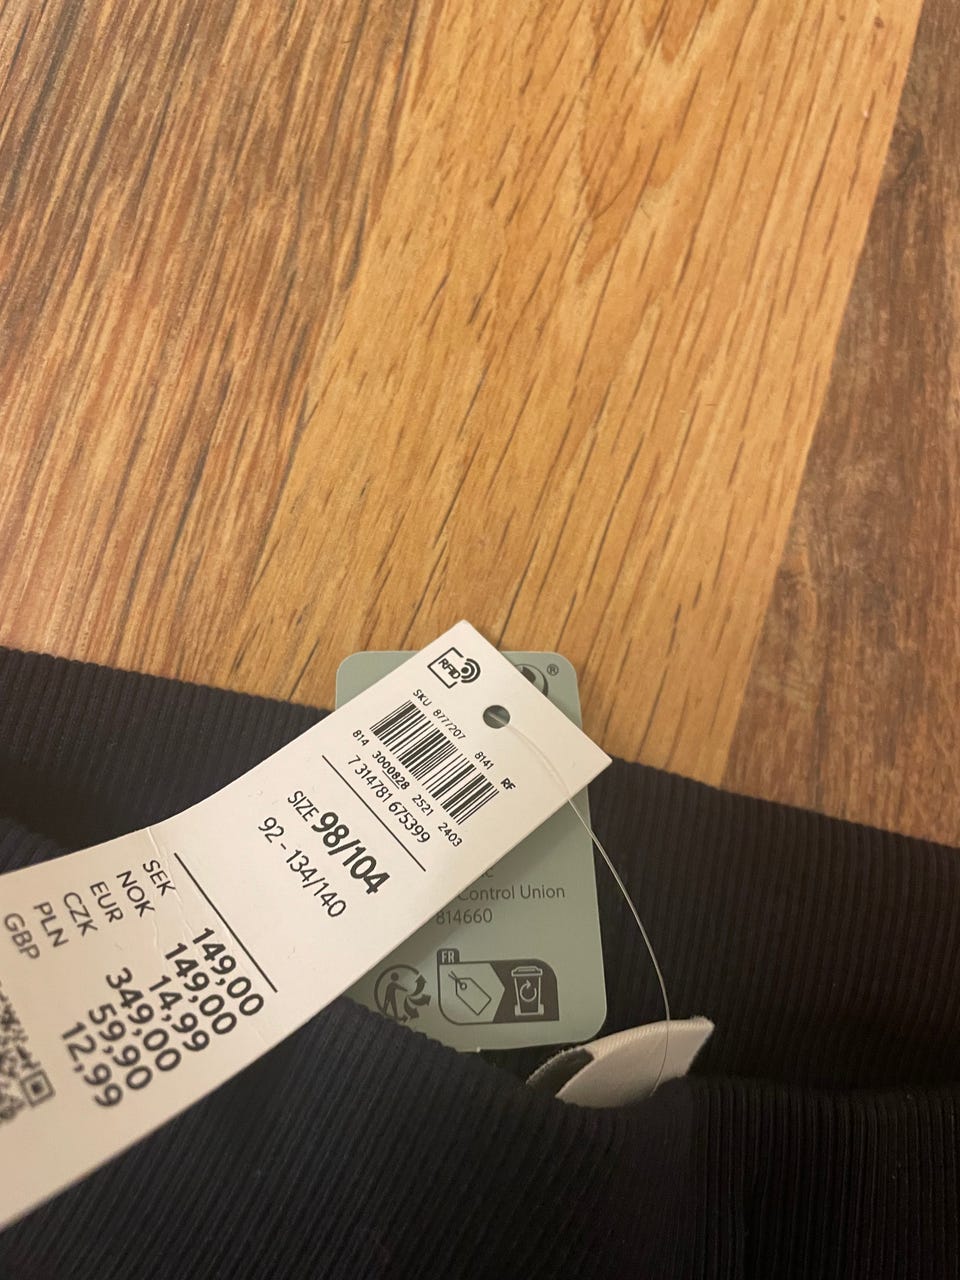 RFID
SKU 8777207 8141 RF
814 3000828 2521 2403
7 314781 675399
SIZE 98/104
92 - 134/140
SEK 149,00
NOK 149,00
EUR 14,99
CZK 349,00
PLN 59,90
GBP 12,99
®
Control Union
814660
FR